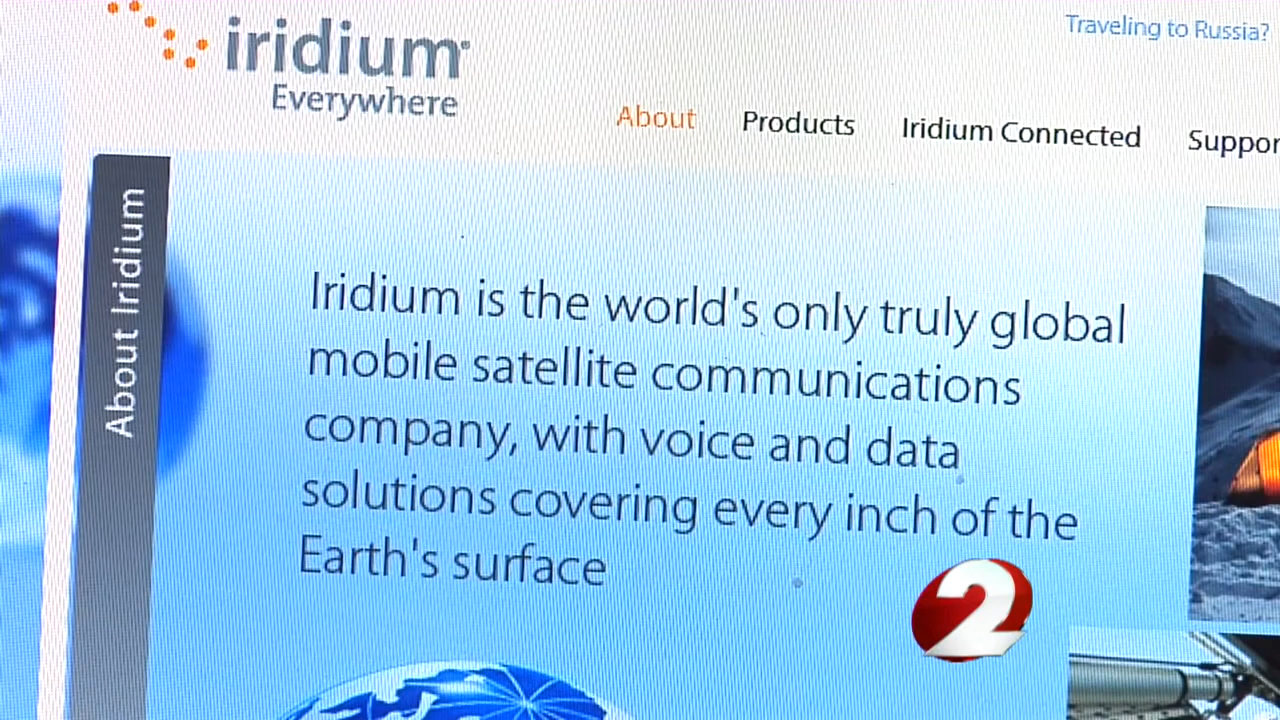 iridium
Everywhere
Traveling to Russia?
About
Products
Iridium Connected
About Iridium
Iridium is the world's only truly global
mobile satellite communications
company, with voice and data
solutions covering every inch of the
Earth's surface
2